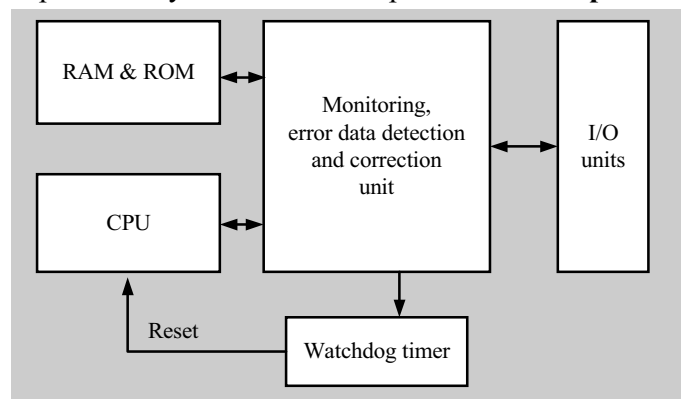 RAM & ROM
Monitoring,
error data detection
and correction
unit
I/O
units
CPU
Reset
Watchdog timer